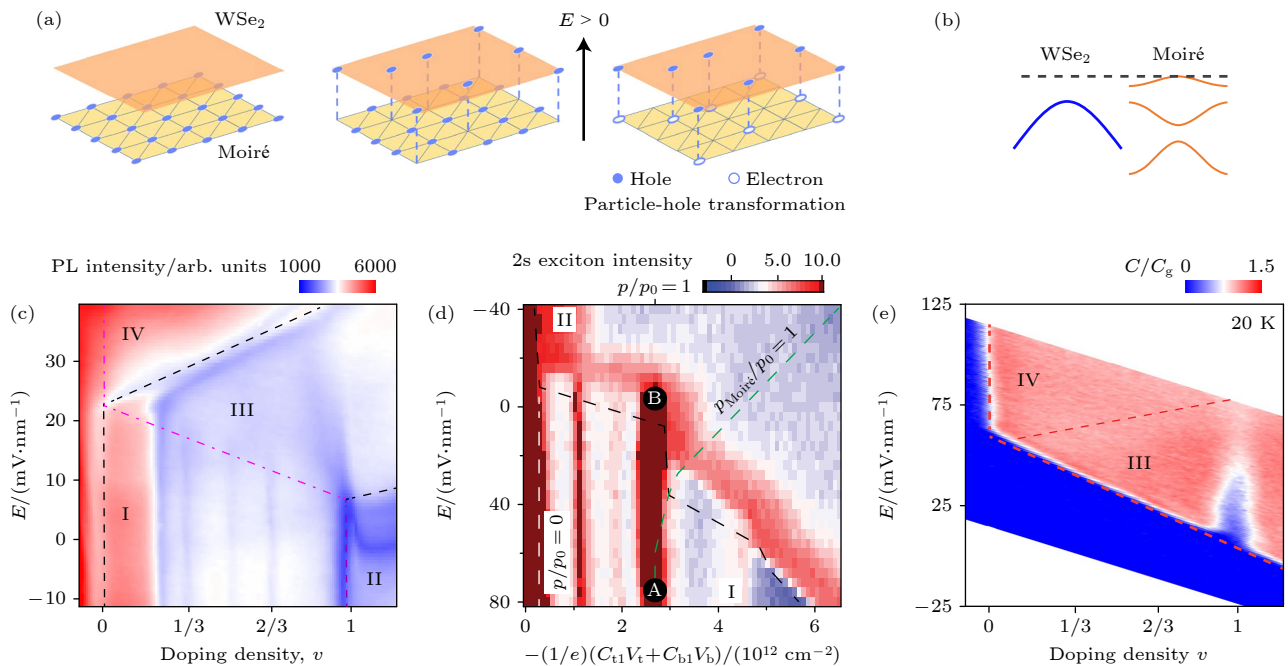 (a)
WSe₂
Moiré
E > 0
Hole
Electron
Particle-hole transformation
(b)
WSe₂
Moiré
(c)
PL intensity/arb. units
1000
6000
E/(mV·nm⁻¹)
30
20
10
0
−10
IV
III
I
II
0
1/3
2/3
1
Doping density, v
(d)
2s exciton intensity
0
5.0
10.0
p/p₀ = 1
E/(mV·nm⁻¹)
−40
0
40
80
II
B
p_Moiré/p₀ = 1
p/p₀ = 0
A
I
0
2
4
6
−(1/e)(Ct1Vt+Cb1Vb)/(10¹² cm⁻²)
(e)
C/Cg
0
1.5
20 K
E/(mV·nm⁻¹)
125
75
25
−25
IV
III
0
1/3
2/3
1
Doping density v